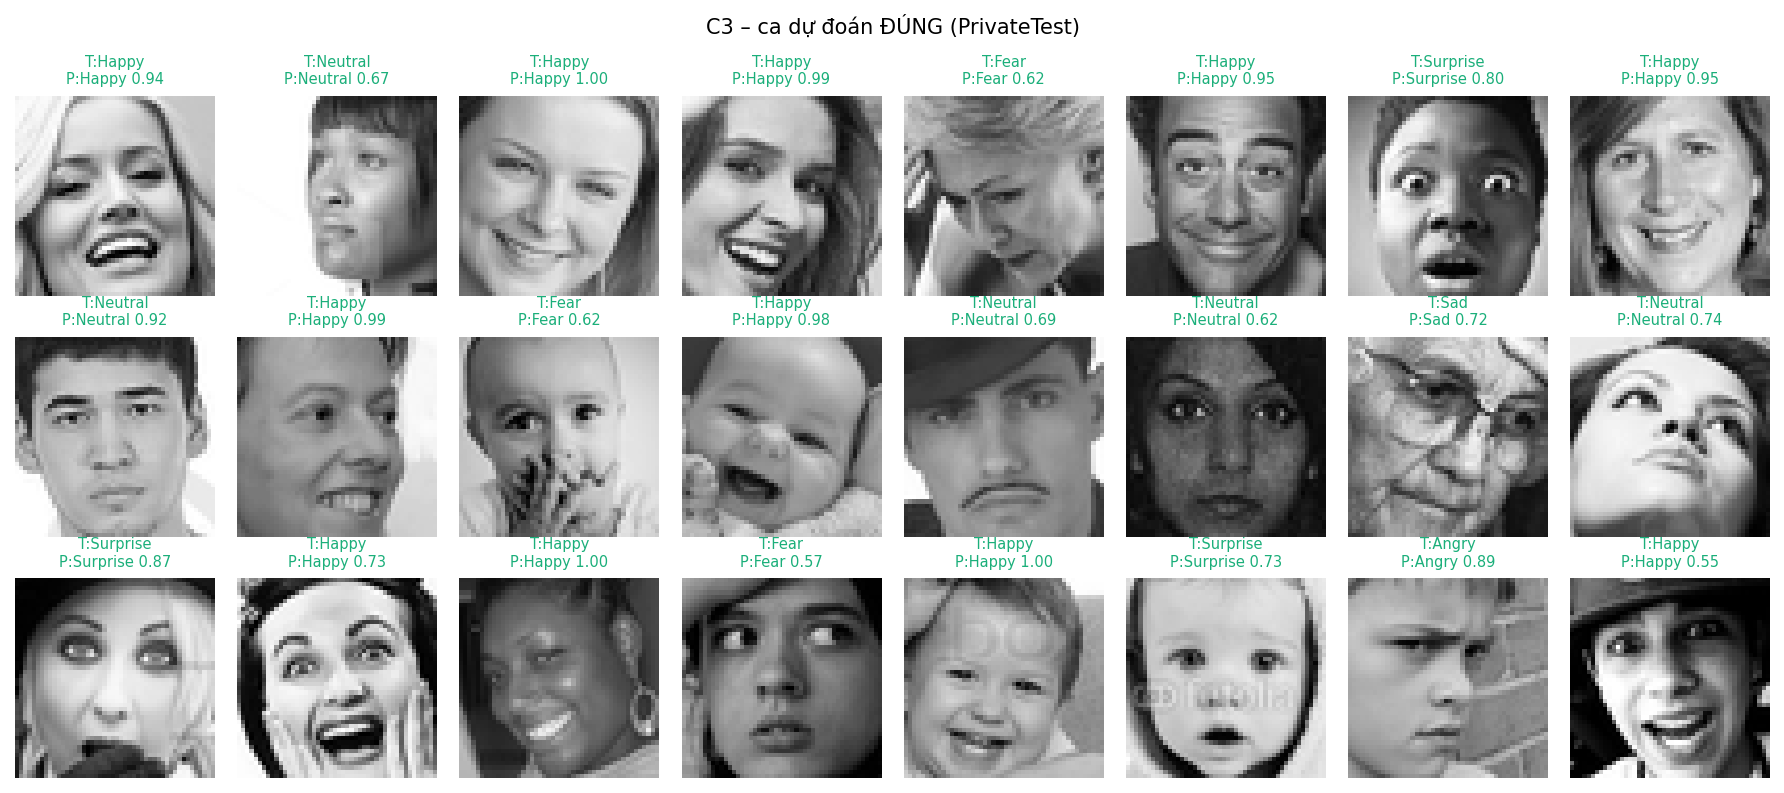 C3 – ca dự đoán ĐÚNG (PrivateTest)
T:Happy
P:Happy 0.94
T:Neutral
P:Neutral 0.67
T:Happy
P:Happy 1.00
T:Happy
P:Happy 0.99
T:Fear
P:Fear 0.62
T:Happy
P:Happy 0.95
T:Surprise
P:Surprise 0.80
T:Happy
P:Happy 0.95
T:Neutral
P:Neutral 0.92
T:Happy
P:Happy 0.99
T:Fear
P:Fear 0.62
T:Happy
P:Happy 0.98
T:Neutral
P:Neutral 0.69
T:Neutral
P:Neutral 0.62
T:Sad
P:Sad 0.72
T:Neutral
P:Neutral 0.74
T:Surprise
P:Surprise 0.87
T:Happy
P:Happy 0.73
T:Happy
P:Happy 1.00
T:Fear
P:Fear 0.57
T:Happy
P:Happy 1.00
T:Surprise
P:Surprise 0.73
T:Angry
P:Angry 0.89
T:Happy
P:Happy 0.55